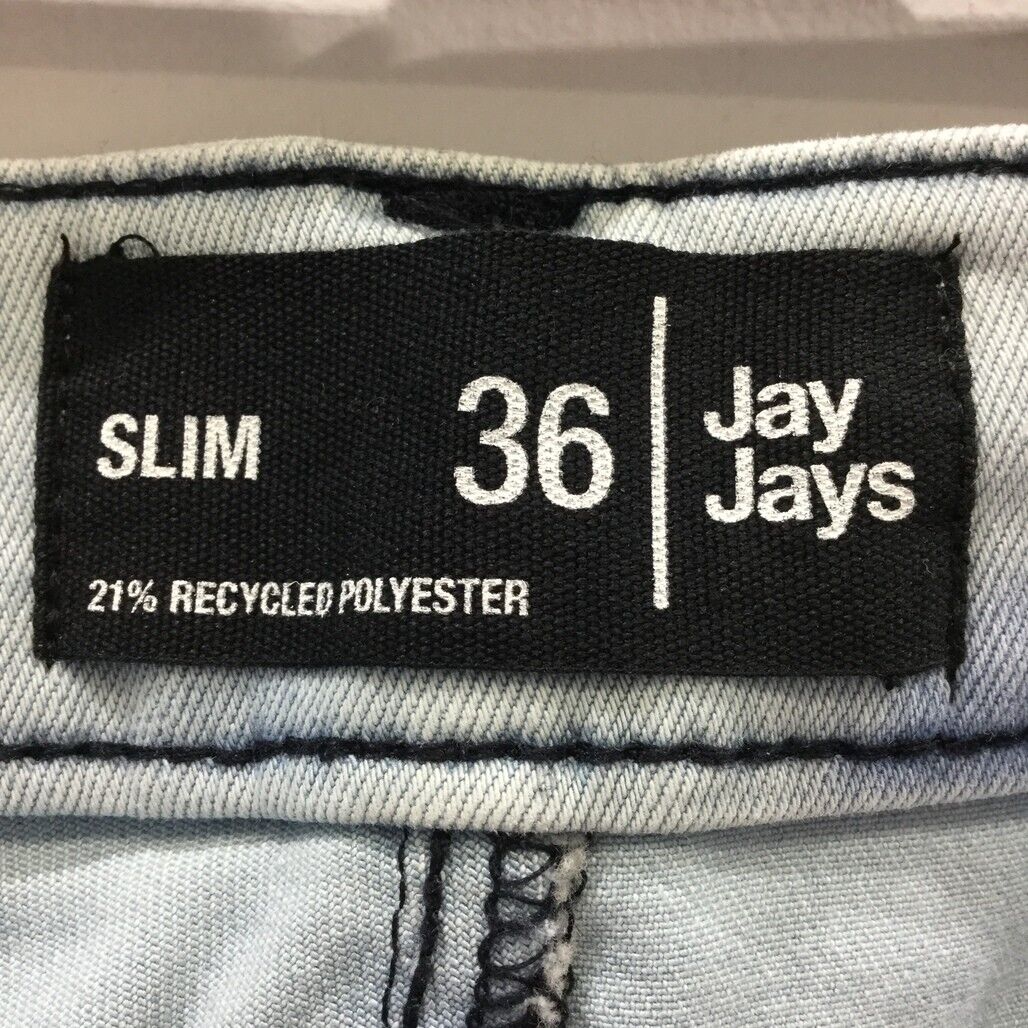 SLIM
36
Jay
Jays
21% RECYCLED POLYESTER